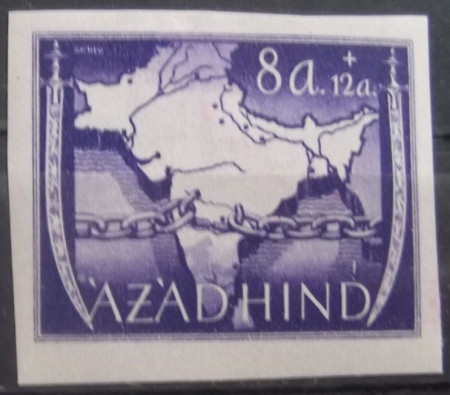 8a. + 12a.
AZAD HIND